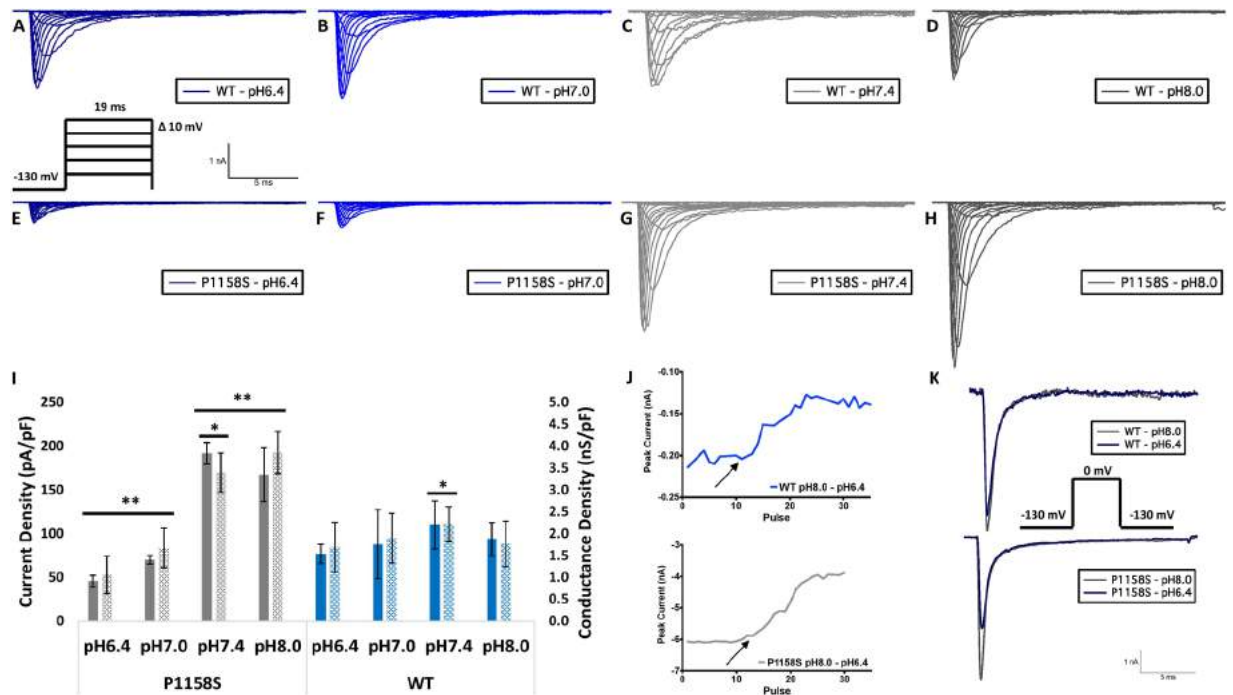 A
B
C
D
WT - pH6.4
WT - pH7.0
WT - pH7.4
WT - pH8.0
19 ms
Δ 10 mV
-130 mV
1 nA
5 ms
E
F
G
H
P1158S - pH6.4
P1158S - pH7.0
P1158S - pH7.4
P1158S - pH8.0
I
Current Density (pA/pF)
250
200
150
100
50
0
**
**
*
*
5.0
4.5
4.0
3.5
3.0
2.5
2.0
1.5
1.0
0.5
0.0
Conductance Density (nS/pF)
pH6.4 pH7.0 pH7.4 pH8.0 pH6.4 pH7.0 pH7.4 pH8.0
P1158S WT
J
Peak Current (nA)
-0.10
-0.15
-0.20
-0.25
0 10 20 30
WT pH8.0 - pH6.4
Pulse
Peak Current (nA)
-3
-4
-5
-6
-7
0 10 20 30
P1158S pH8.0 - pH6.4
Pulse
K
WT - pH8.0
WT - pH6.4
0 mV
-130 mV -130 mV
P1158S - pH8.0
P1158S - pH6.4
1 nA
5 ms